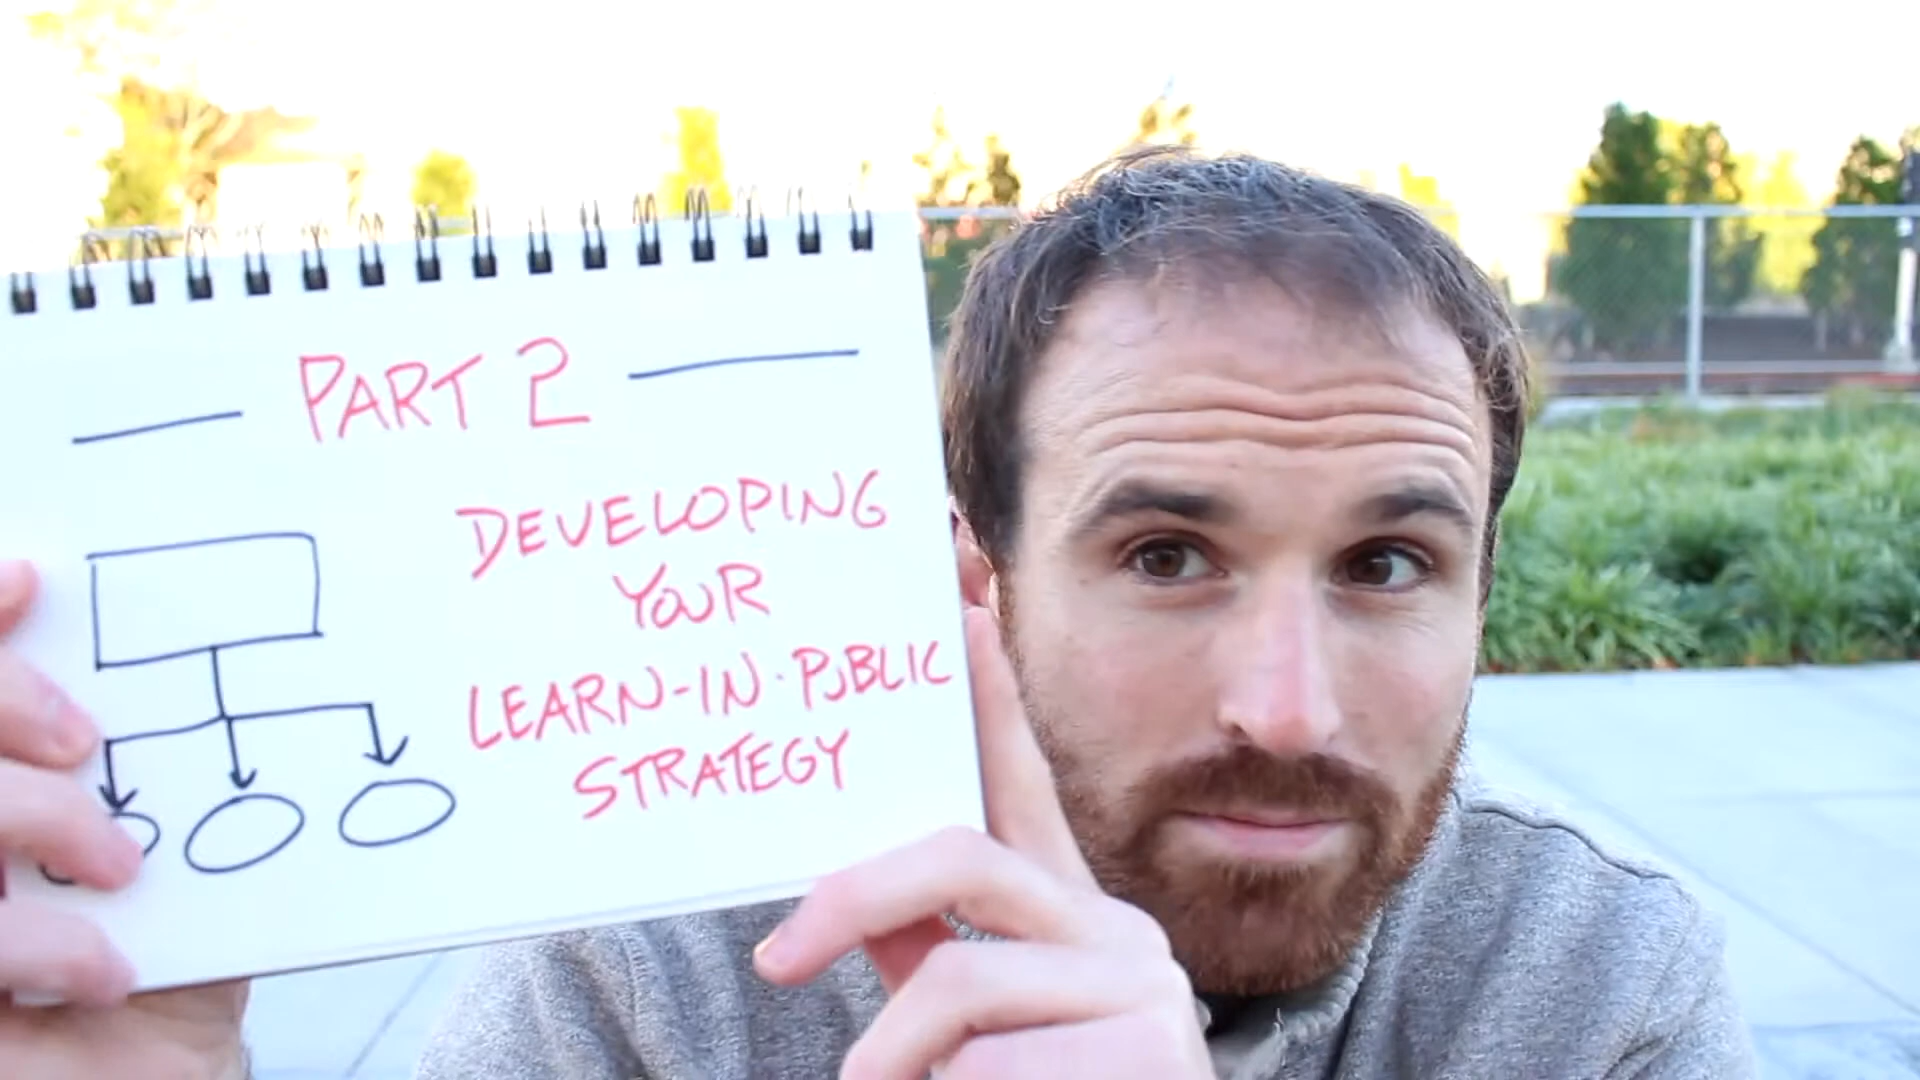 PART 2
DEVELOPING
YOUR
LEARN-IN-PUBLIC
STRATEGY